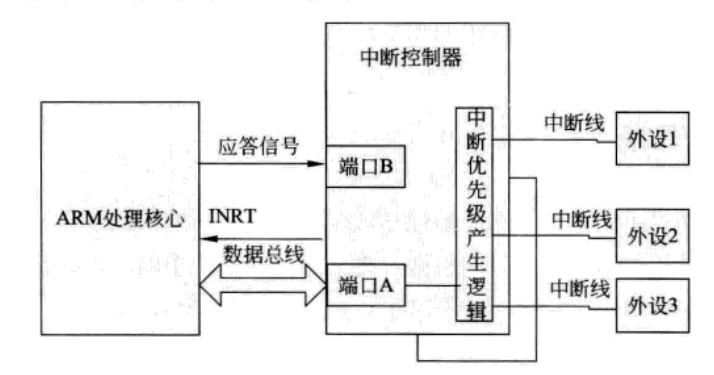 中断控制器
ARM处理核心
应答信号
端口B
INRT
数据总线
端口A
中断优先级产生逻辑
中断线
外设1
中断线
外设2
中断线
外设3